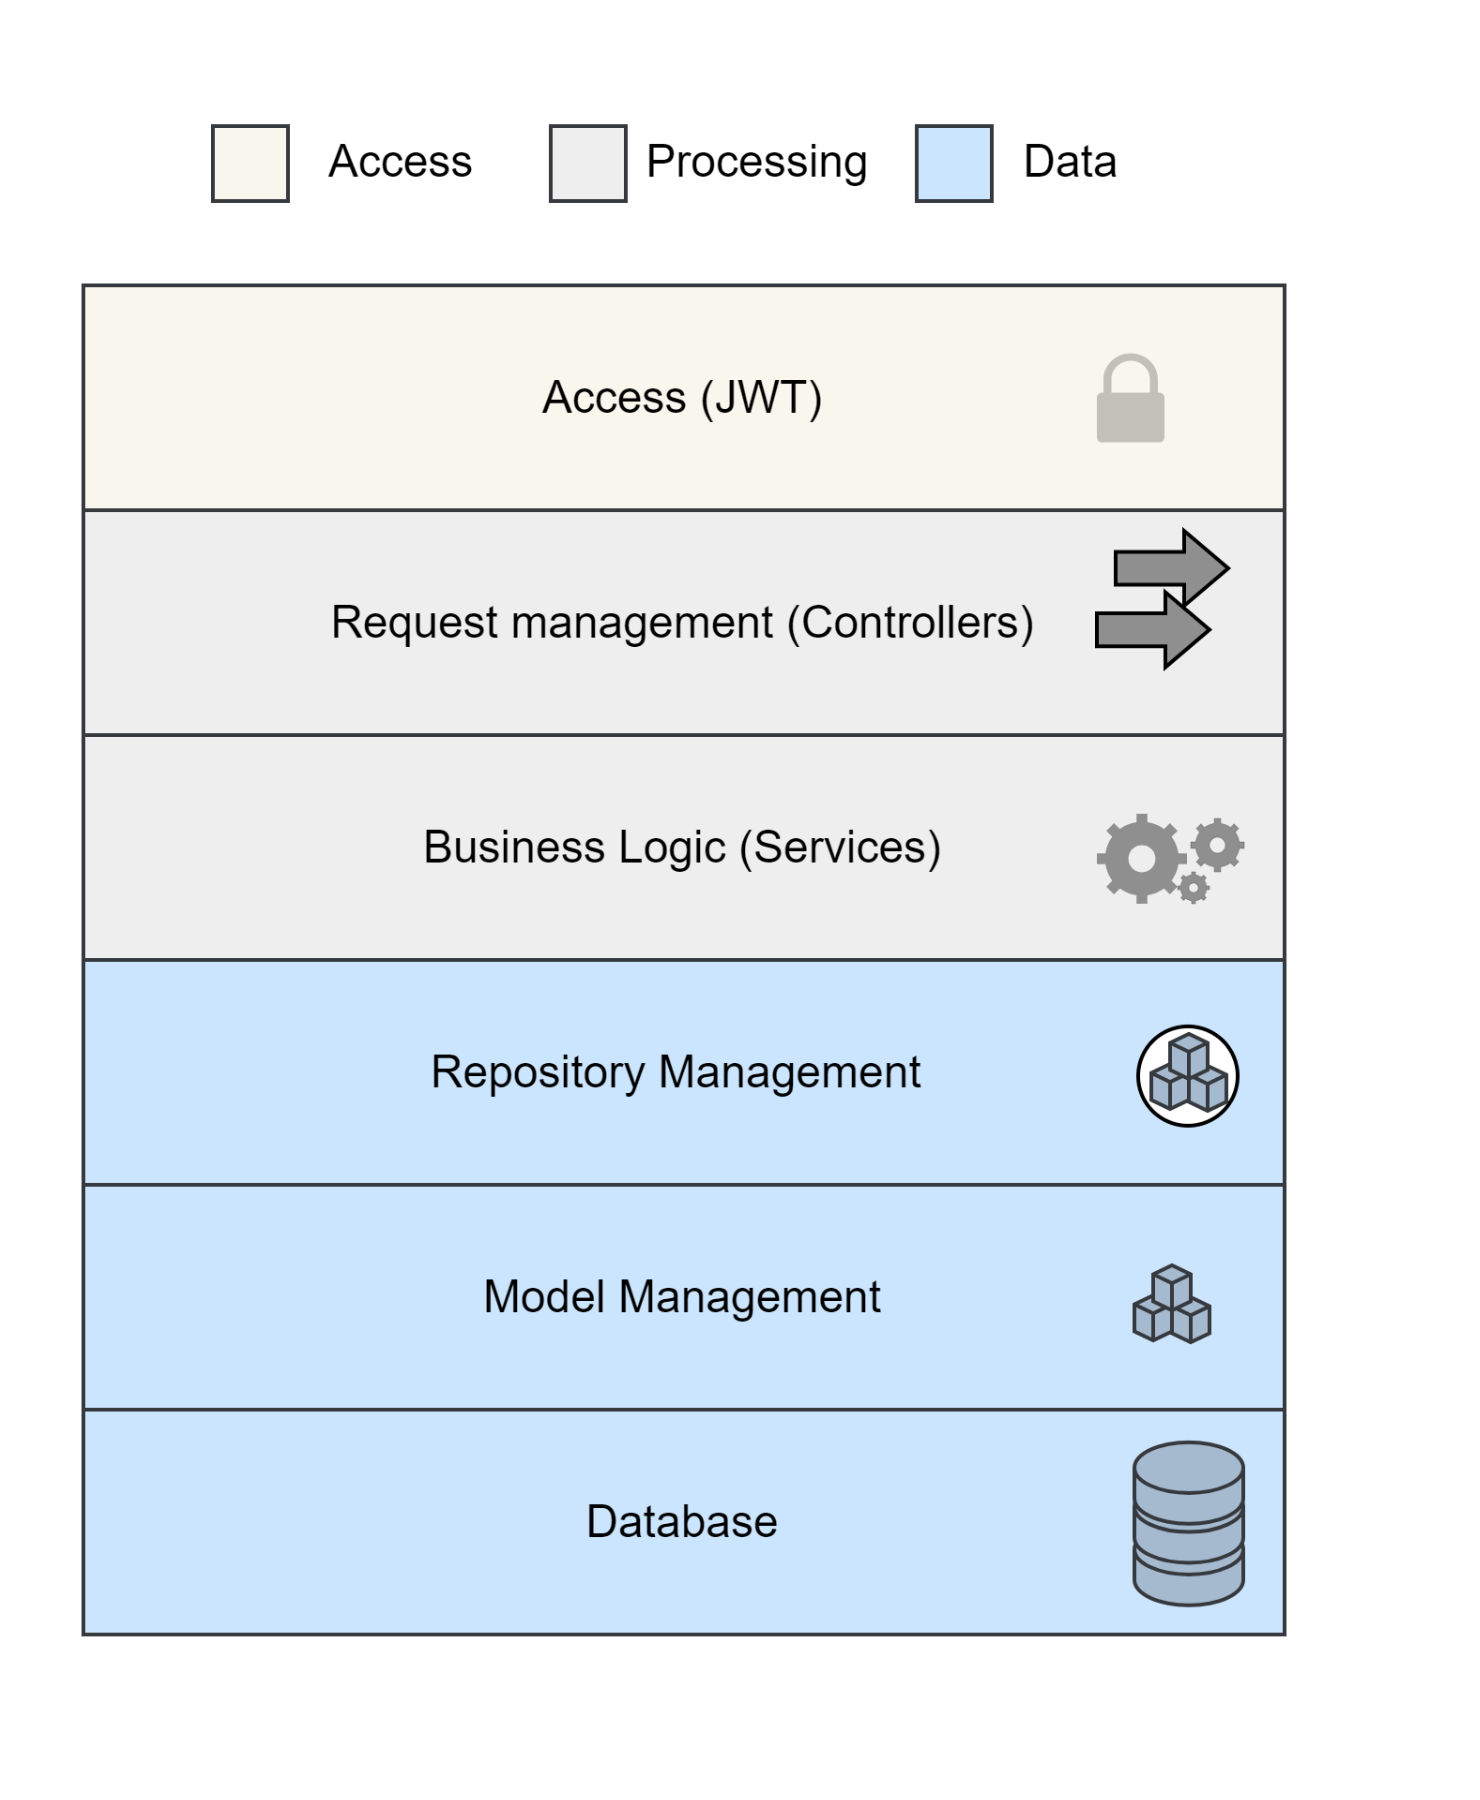 Access
Processing
Data
Access (JWT)
Request management (Controllers)
Business Logic (Services)
Repository Management
Model Management
Database